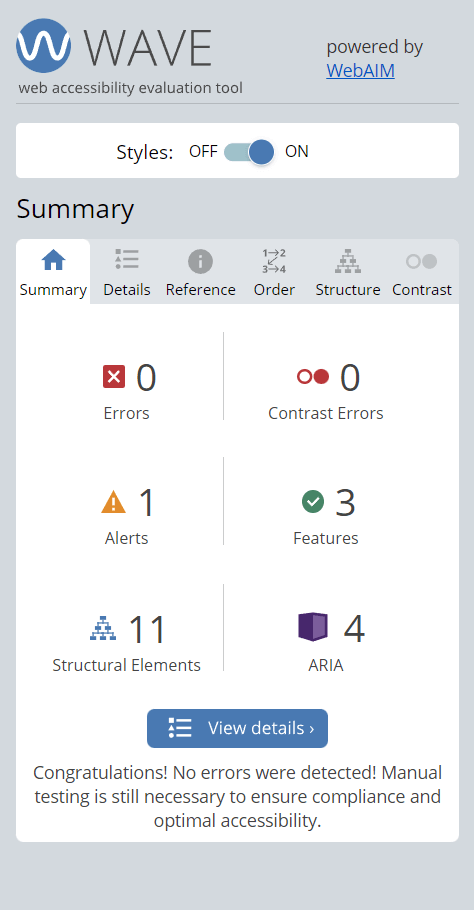 WAVE
web accessibility evaluation tool
powered by
WebAIM
Styles: OFF ON
Summary
1 2
3 4
Summary Details Reference Order Structure Contrast
0
Errors
0
Contrast Errors
1
Alerts
3
Features
11
Structural Elements
4
ARIA
View details ›
Congratulations! No errors were detected! Manual
testing is still necessary to ensure compliance and
optimal accessibility.